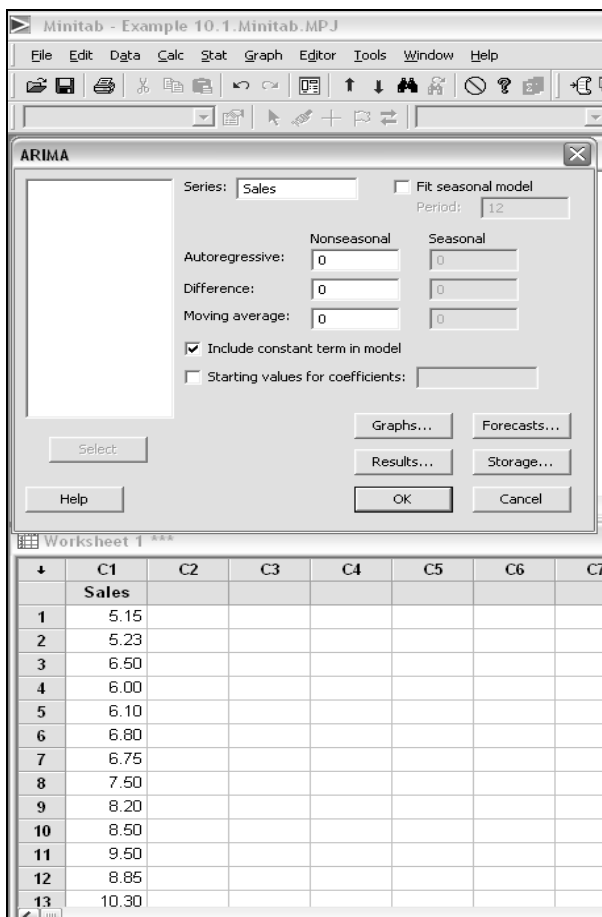 Minitab - Example 10.1.Minitab.MPJ
File Edit Data Calc Stat Graph Editor Tools Window Help
ARIMA
Series: Sales Fit seasonal model
Period: 12
Nonseasonal Seasonal
Autoregressive: 0 0
Difference: 0 0
Moving average: 0 0
Include constant term in model
Starting values for coefficients:
Graphs... Forecasts...
Select
Results... Storage...
Help OK Cancel
Worksheet 1 ***
C1 C2 C3 C4 C5 C6 C7
Sales
1 5.15
2 5.23
3 6.50
4 6.00
5 6.10
6 6.80
7 6.75
8 7.50
9 8.20
10 8.50
11 9.50
12 8.85
13 10.30